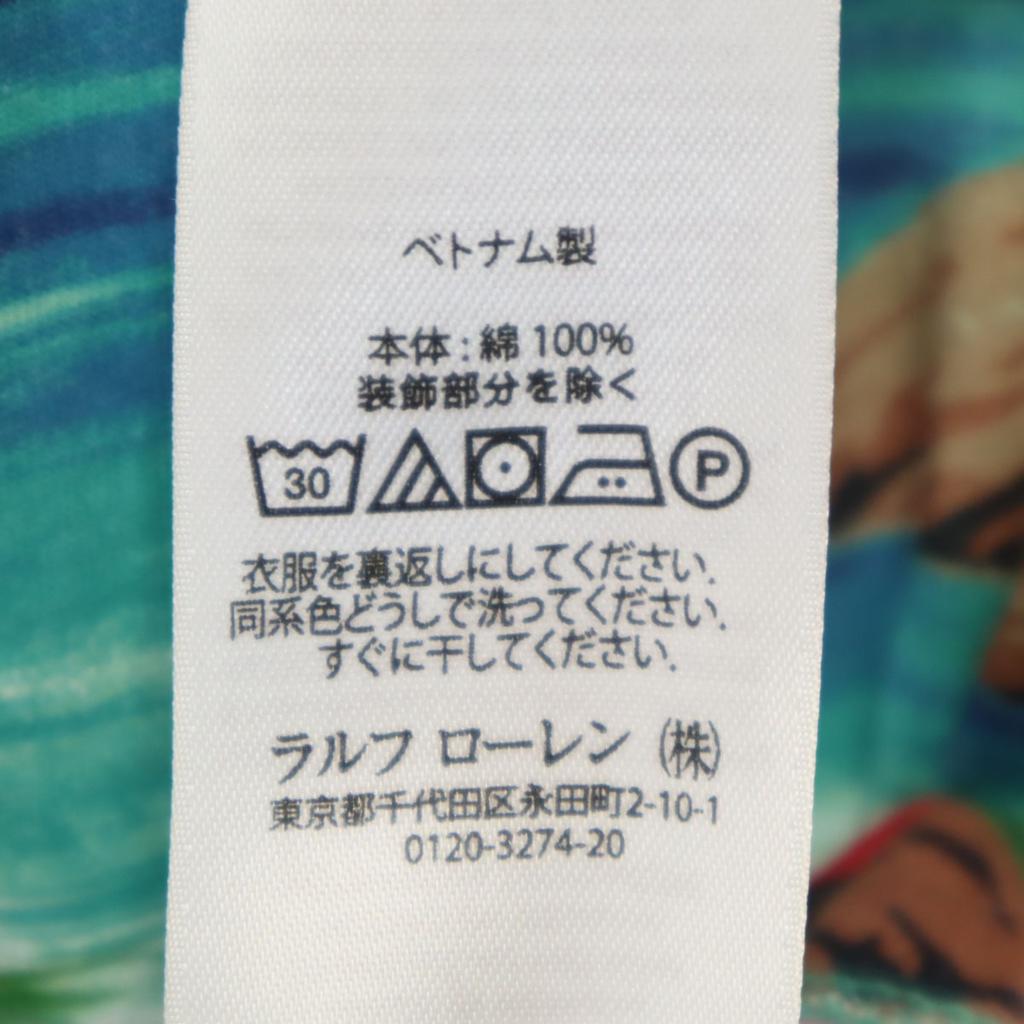 ベトナム製
本体:綿 100%
装飾部分を除く
30 P
衣服を裏返しにしてください.
同系色どうしで洗ってください.
すぐに干してください.
ラルフ ローレン ㈱
東京都千代田区永田町2-10-1
0120-3274-20